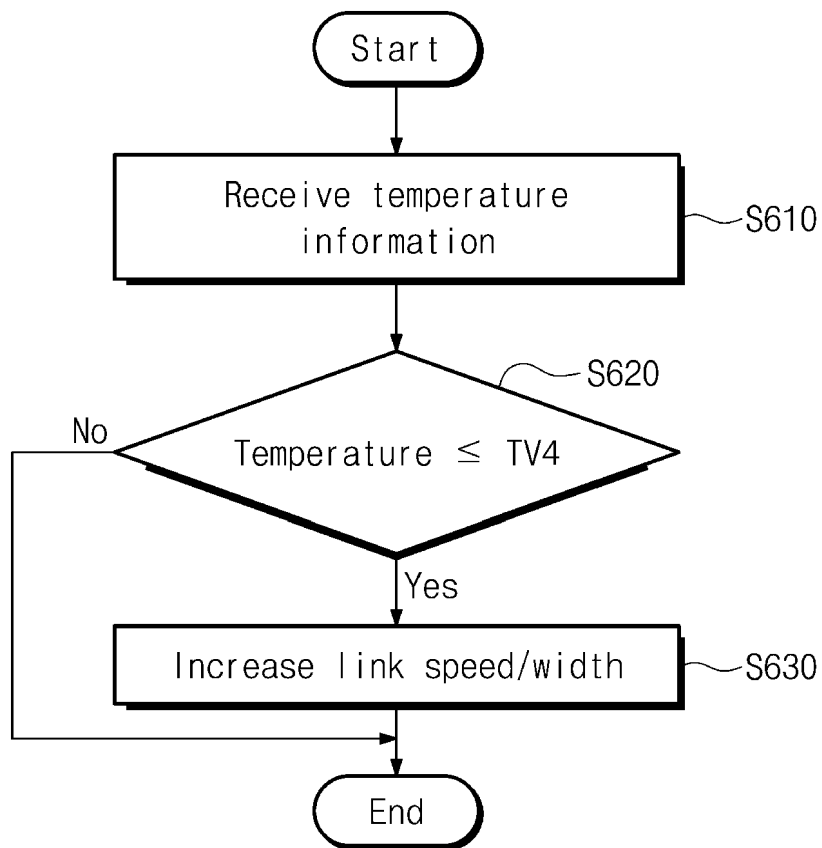 Start
Receive temperature
information
S610
S620
No
Temperature ≤ TV4
Yes
Increase link speed/width
S630
End